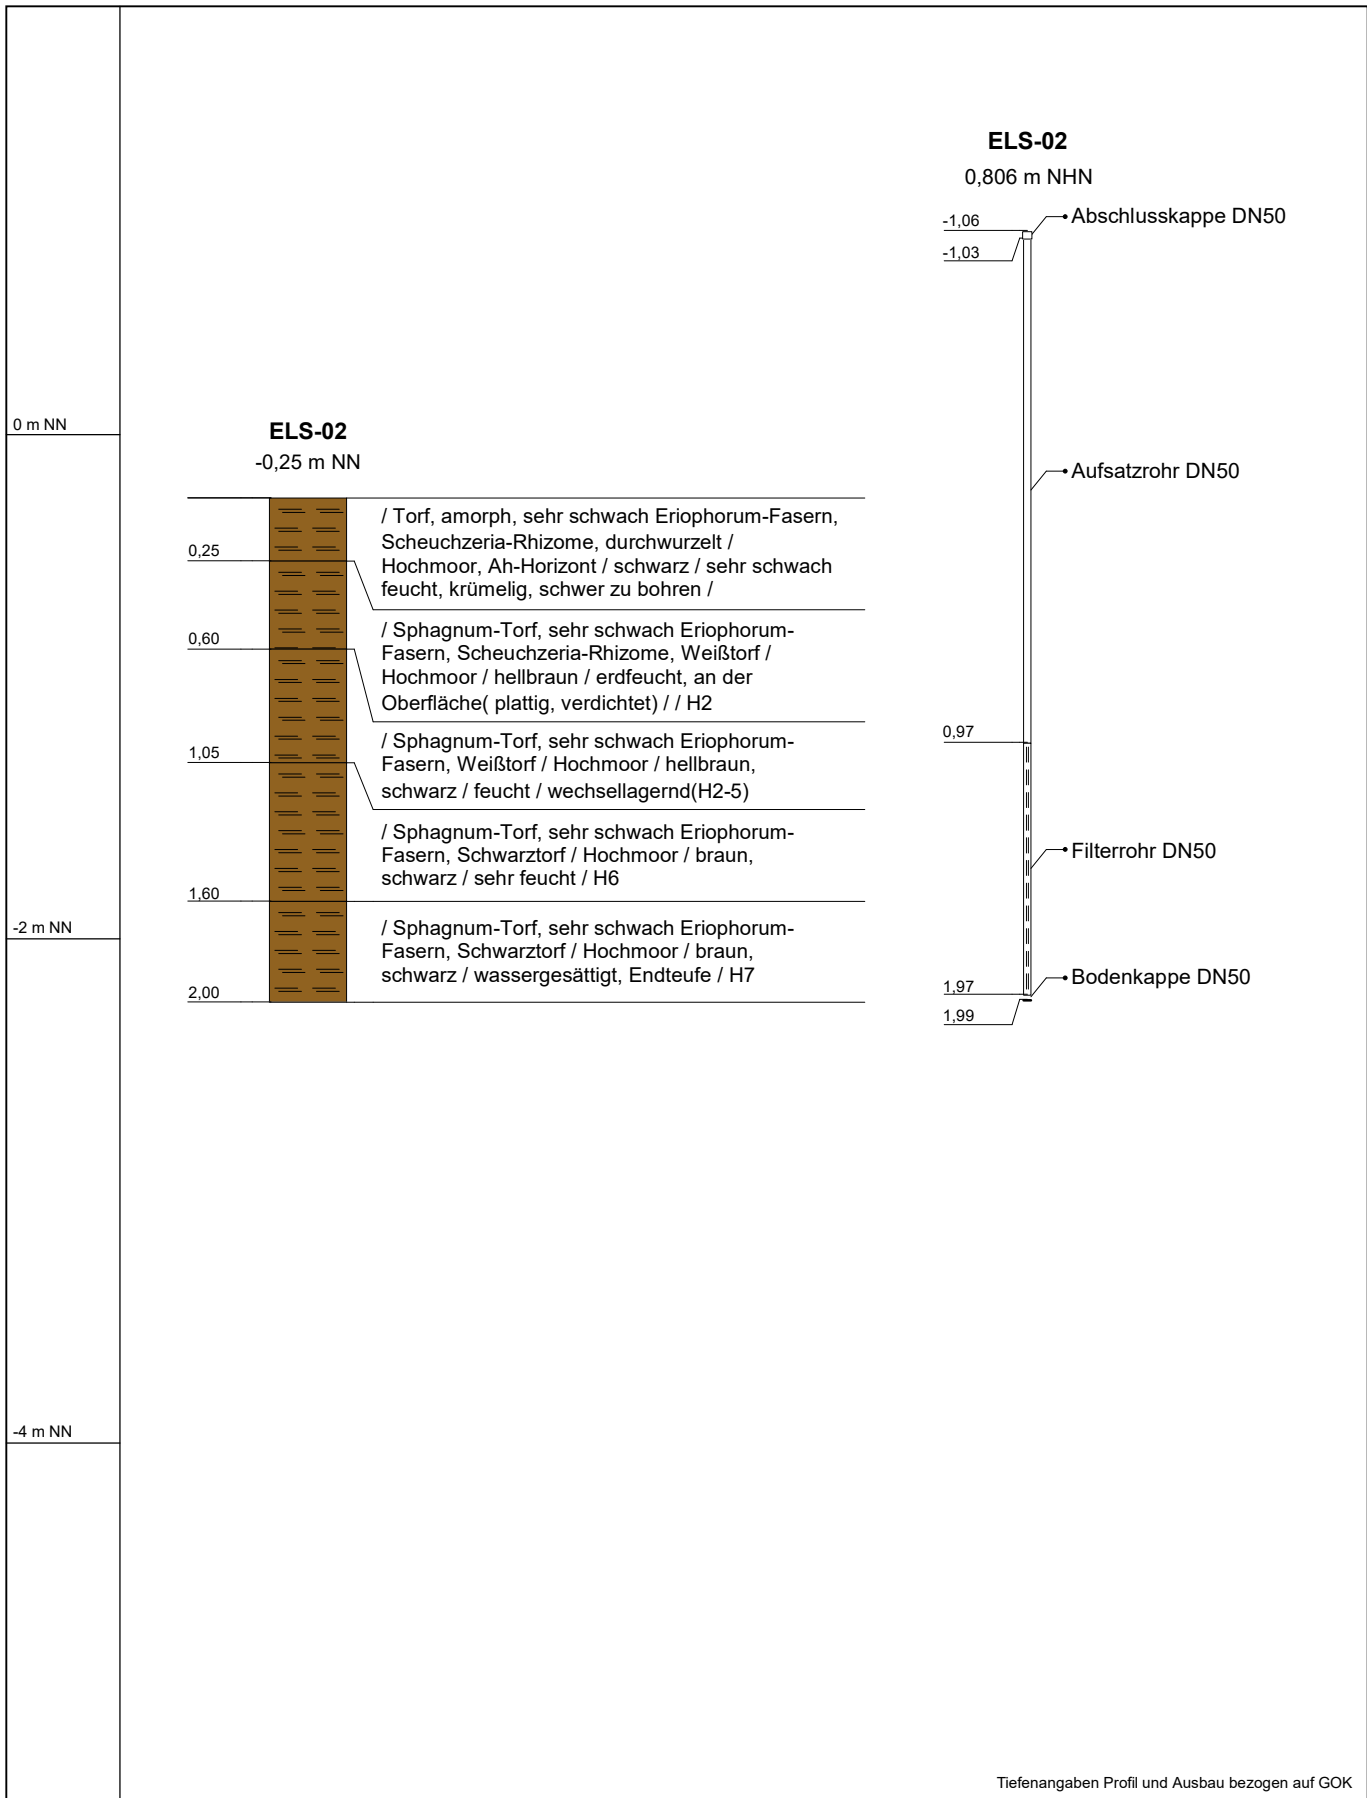 ELS-02
0,806 m NHN
-1,06
Abschlusskappe DN50
-1,03
0 m NN
ELS-02
-0,25 m NN
Aufsatzrohr DN50
/ Torf, amorph, sehr schwach Eriophorum-Fasern,
Scheuchzeria-Rhizome, durchwurzelt /
Hochmoor, Ah-Horizont / schwarz / sehr schwach
feucht, krümelig, schwer zu bohren /
0,25
/ Sphagnum-Torf, sehr schwach Eriophorum-
Fasern, Scheuchzeria-Rhizome, Weißtorf /
Hochmoor / hellbraun / erdfeucht, an der
Oberfläche( plattig, verdichtet) / / H2
0,60
/ Sphagnum-Torf, sehr schwach Eriophorum-
Fasern, Weißtorf / Hochmoor / hellbraun,
schwarz / feucht / wechsellagernd(H2-5)
1,05
0,97
/ Sphagnum-Torf, sehr schwach Eriophorum-
Fasern, Schwarztorf / Hochmoor / braun,
schwarz / sehr feucht / H6
1,60
Filterrohr DN50
-2 m NN
/ Sphagnum-Torf, sehr schwach Eriophorum-
Fasern, Schwarztorf / Hochmoor / braun,
schwarz / wassergesättigt, Endteufe / H7
2,00
1,97
Bodenkappe DN50
1,99
-4 m NN
Tiefenangaben Profil und Ausbau bezogen auf GOK